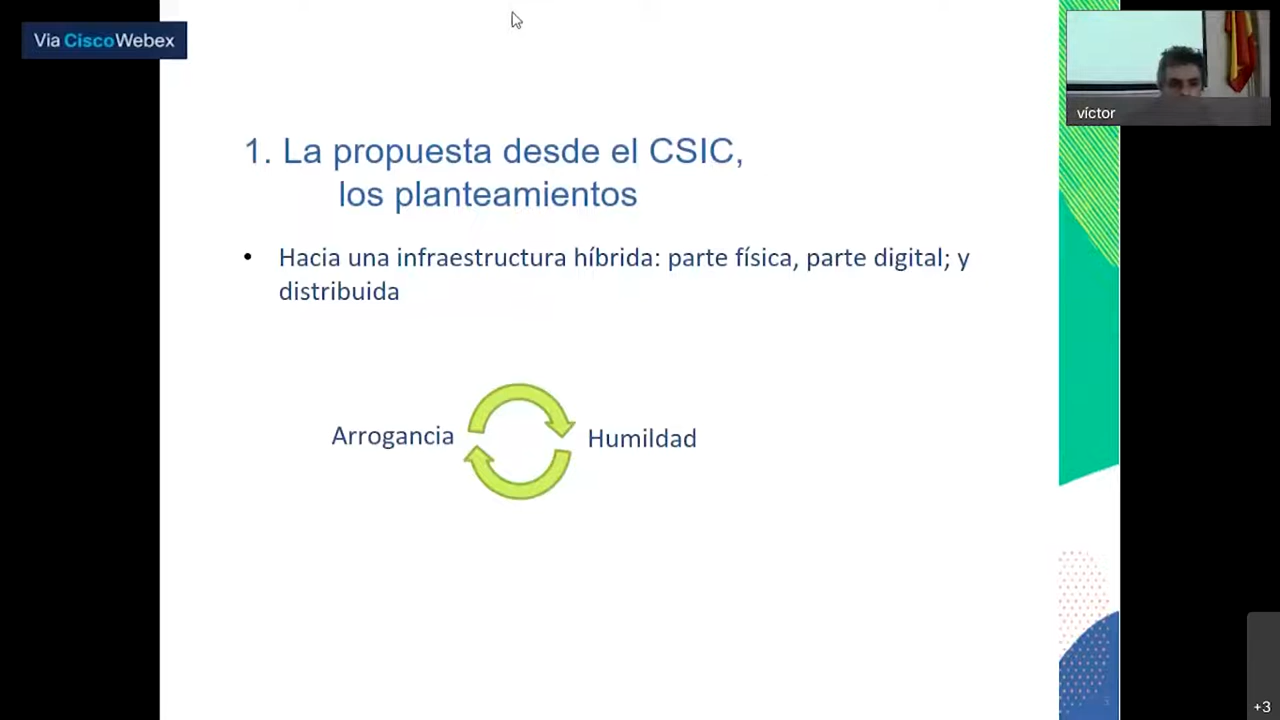 Via CiscoWebex
víctor
1. La propuesta desde el CSIC,
los planteamientos
• Hacia una infraestructura híbrida: parte física, parte digital; y
distribuida
Arrogancia
Humildad
+3